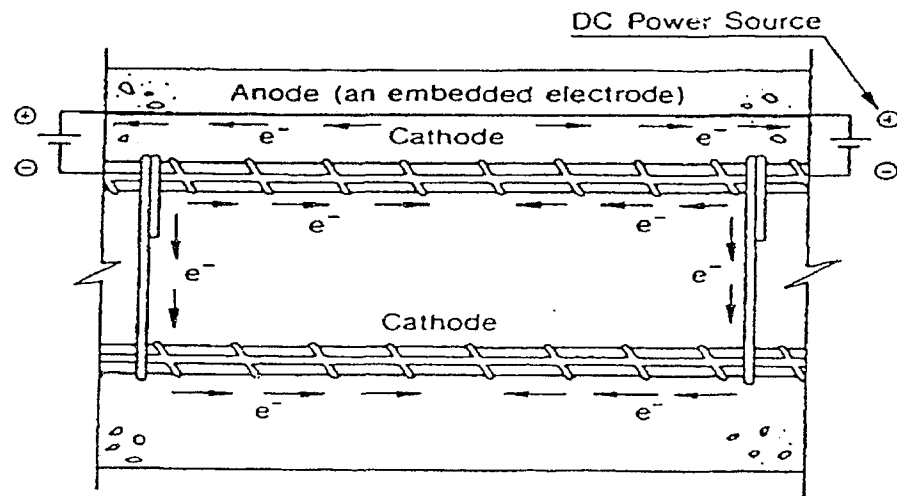 DC Power Source
Anode (an embedded electrode)
+ e⁻ Cathode e⁻ +
− −
e⁻ e⁻
e⁻ e⁻
Cathode
e⁻ e⁻